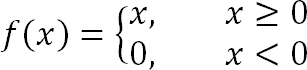 f(x) = { x, x ≥ 0
0, x < 0